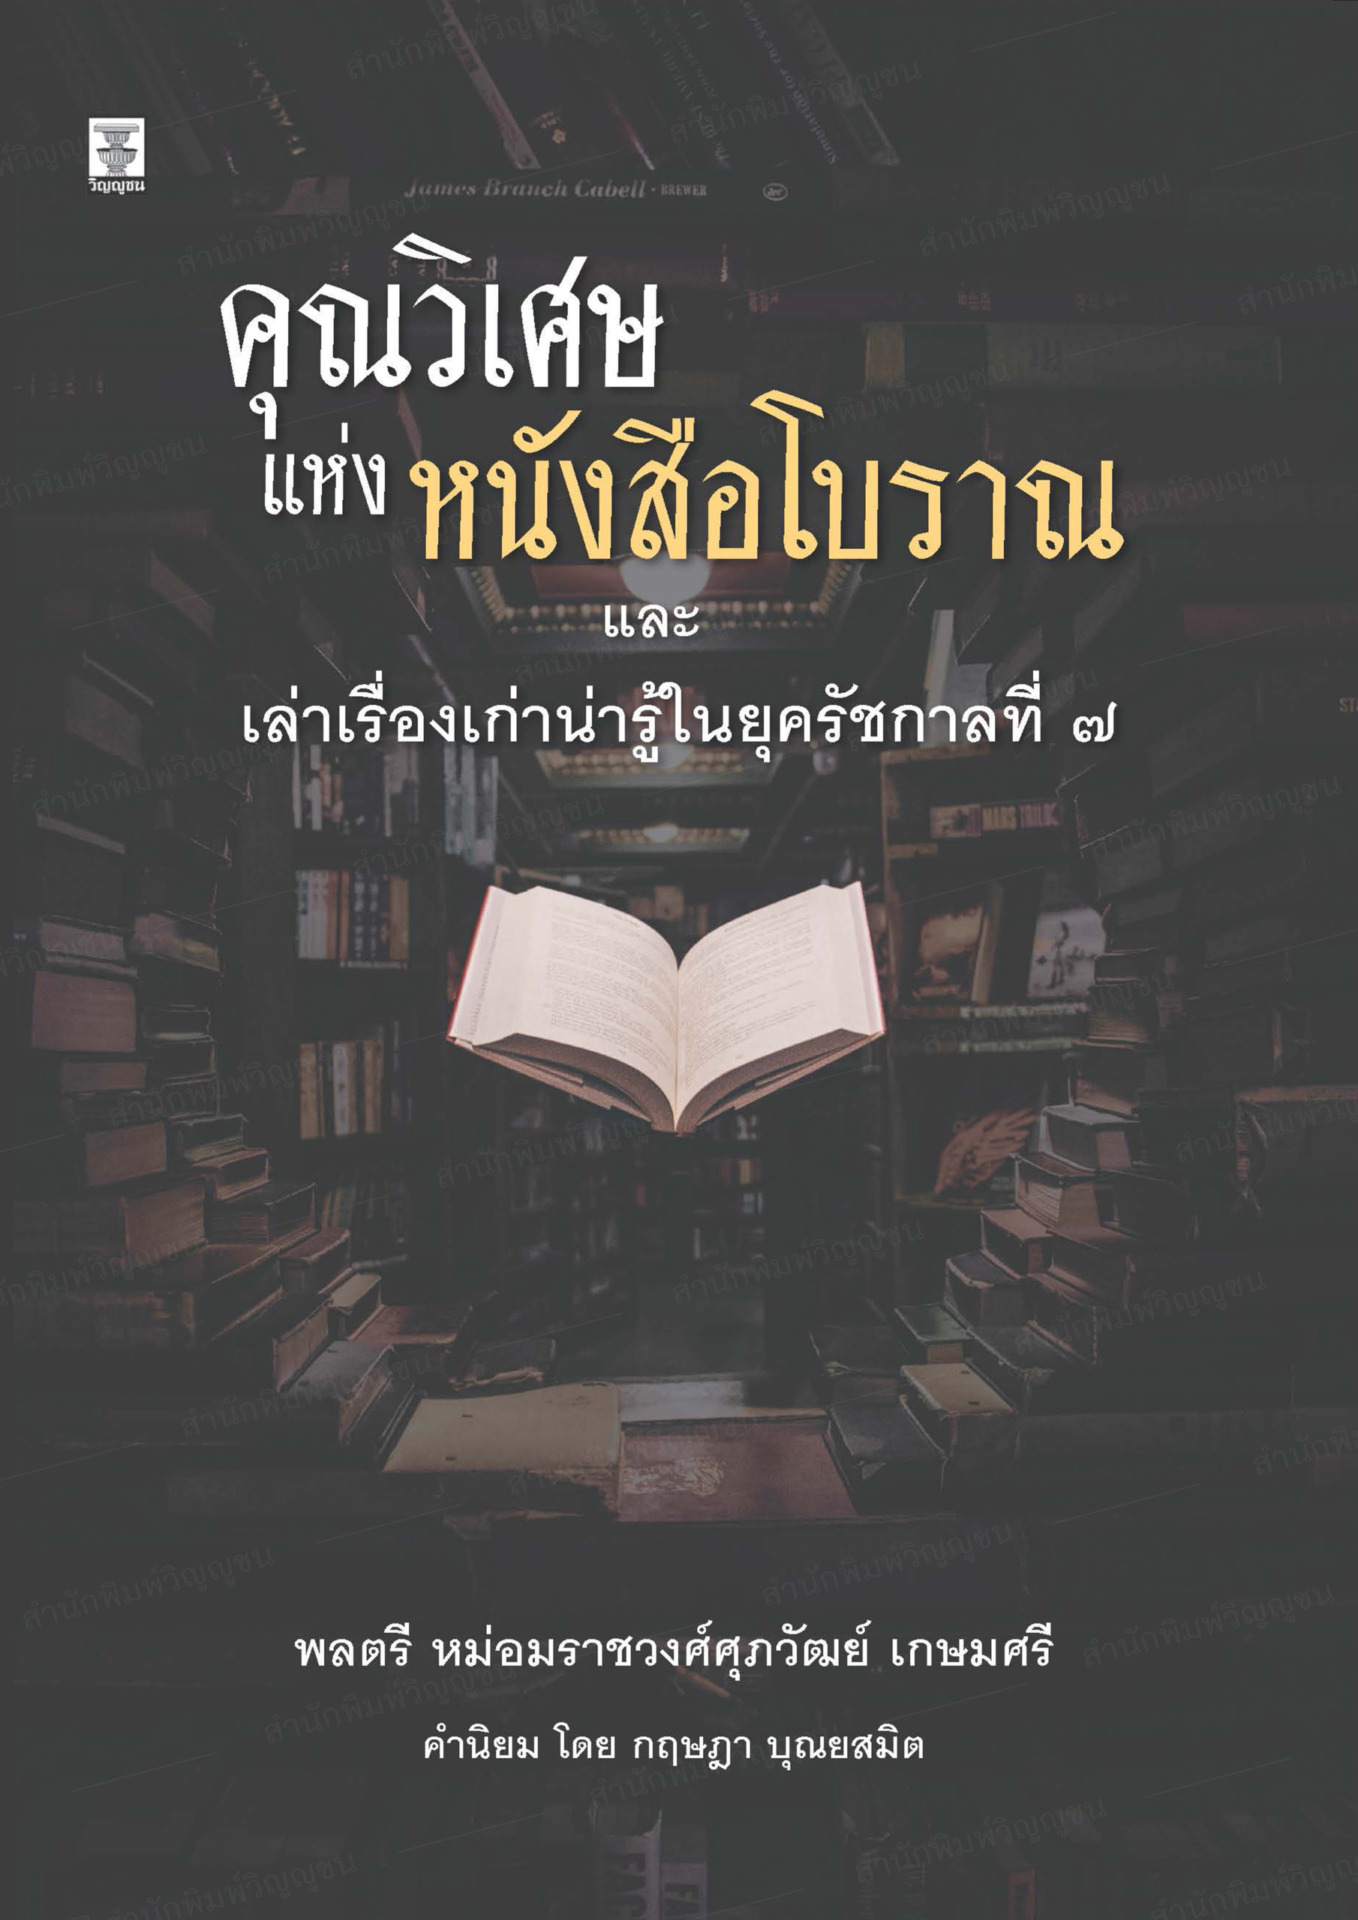 วิญญูชน
James Branch Cabell • BREWER
คุณวิเศษ
แห่ง หนังสือโบราณ
และ
เล่าเรื่องเก่าน่ารู้ในยุครัชกาลที่ ๗
MARS TRILO
พลตรี หม่อมราชวงศ์ศุภวัฒย์ เกษมศรี
คำนิยม โดย กฤษฎา บุณยสมิต
สำนักพิมพ์วิญญูชน